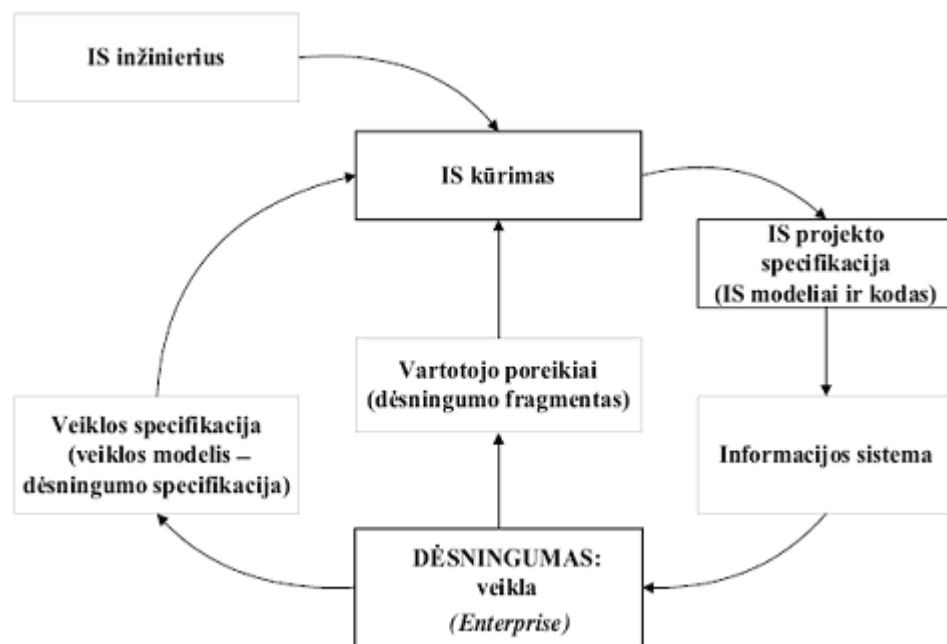 IS inžinierius
IS kūrimas
IS projekto
specifikacija
(IS modeliai ir kodas)
Vartotojo poreikiai
(dėsningumo fragmentas)
Veiklos specifikacija
(veiklos modelis –
dėsningumo specifikacija)
Informacijos sistema
DĖSNINGUMAS:
veikla
(Enterprise)